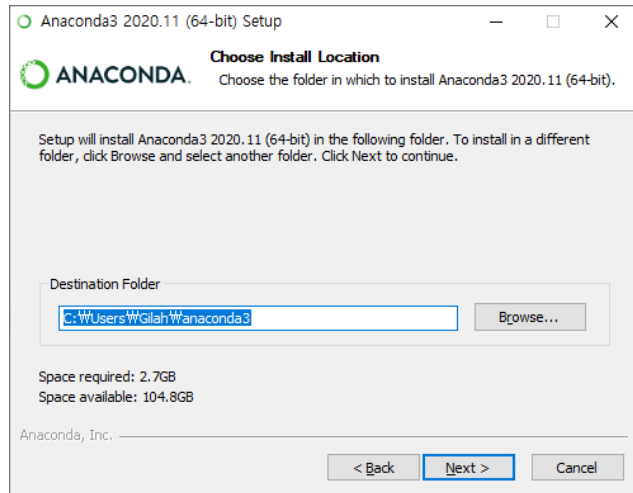 Anaconda3 2020.11 (64-bit) Setup
ANACONDA.
Choose Install Location
Choose the folder in which to install Anaconda3 2020.11 (64-bit).
Setup will install Anaconda3 2020.11 (64-bit) in the following folder. To install in a different
folder, click Browse and select another folder. Click Next to continue.
Destination Folder
C:₩Users₩Gilah₩anaconda3
Browse...
Space required: 2.7GB
Space available: 104.8GB
Anaconda, Inc.
< Back
Next >
Cancel